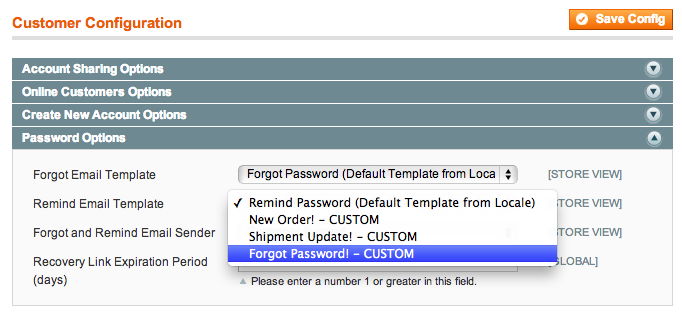 Customer Configuration
Save Config
Account Sharing Options
Online Customers Options
Create New Account Options
Password Options
Forgot Email Template
Forgot Password (Default Template from Loca
[STORE VIEW]
Remind Email Template
✓ Remind Password (Default Template from Locale)
[STORE VIEW]
New Order! - CUSTOM
Shipment Update! - CUSTOM
Forgot and Remind Email Sender
[STORE VIEW]
Forgot Password! - CUSTOM
Recovery Link Expiration Period
(days)
[GLOBAL]
▲ Please enter a number 1 or greater in this field.